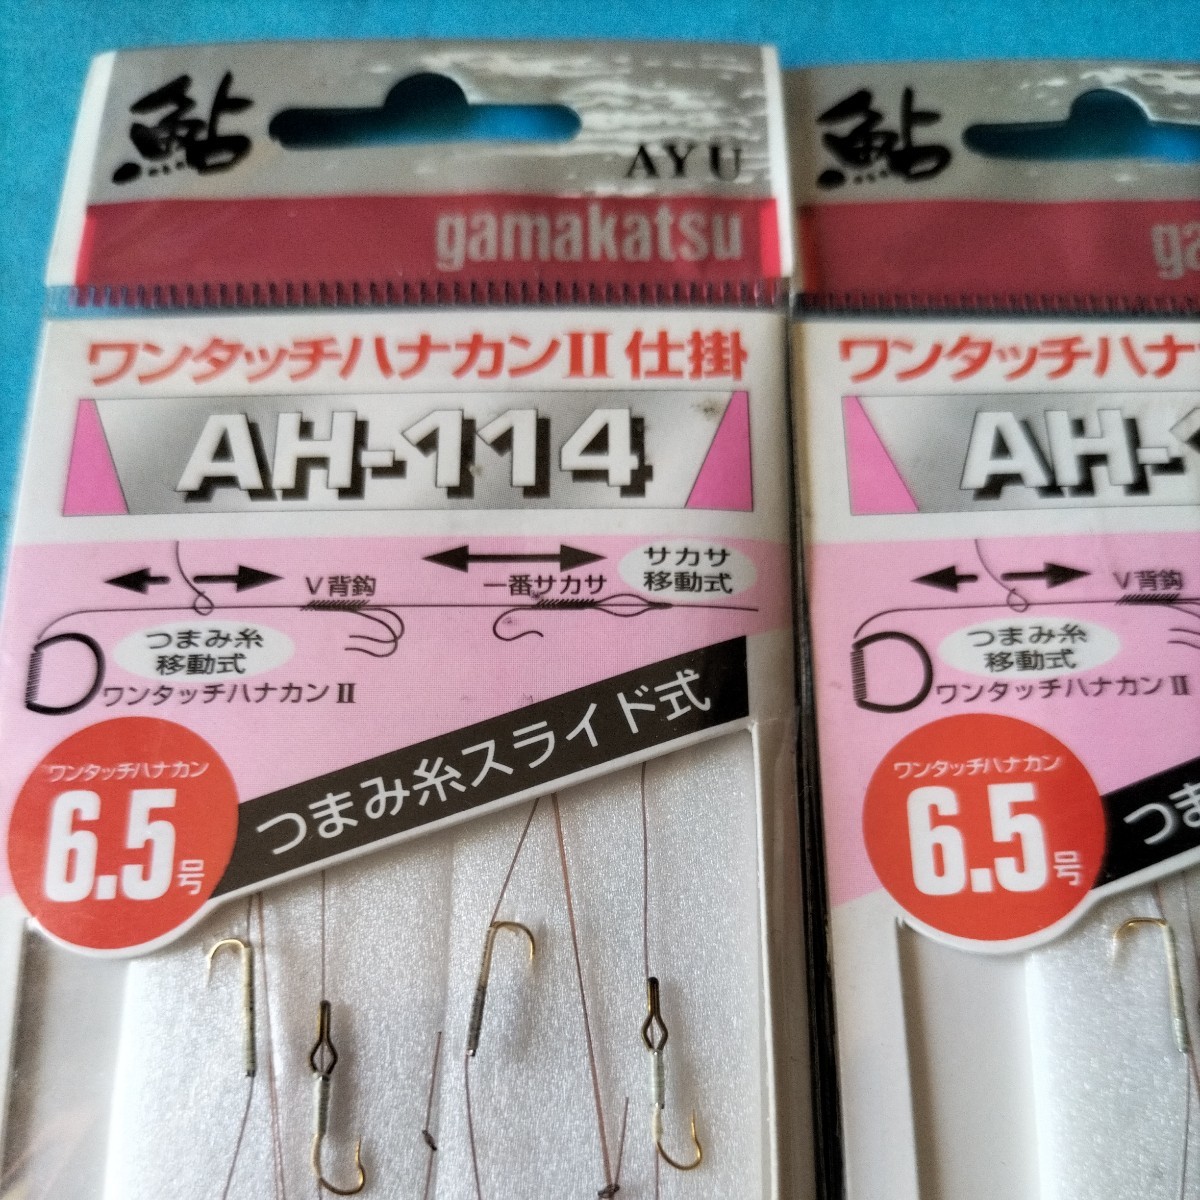 鮎
AYU
gamakatsu
ワンタッチハナカンII 仕掛
AH-114
サカサ
移動式
V背鈎
一番サカサ
つまみ糸
移動式
ワンタッチハナカンII
つまみ糸スライド式
ワンタッチハナカン
6.5号
鮎
ga
ワンタッチハナ
AH-1
V背鈎
つまみ糸
移動式
ワンタッチハナカンII
ワンタッチハナカン
6.5号
つま